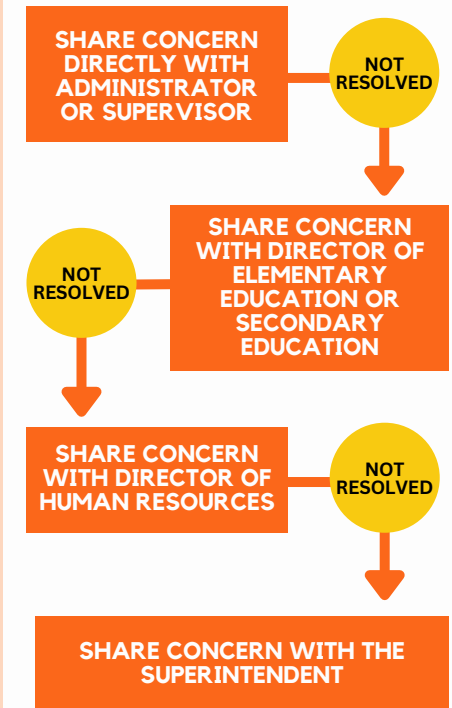 SHARE CONCERN
DIRECTLY WITH
ADMINISTRATOR
OR SUPERVISOR
NOT
RESOLVED
SHARE CONCERN
WITH DIRECTOR OF
ELEMENTARY
EDUCATION OR
SECONDARY
EDUCATION
NOT
RESOLVED
SHARE CONCERN
WITH DIRECTOR OF
HUMAN RESOURCES
NOT
RESOLVED
SHARE CONCERN WITH THE
SUPERINTENDENT